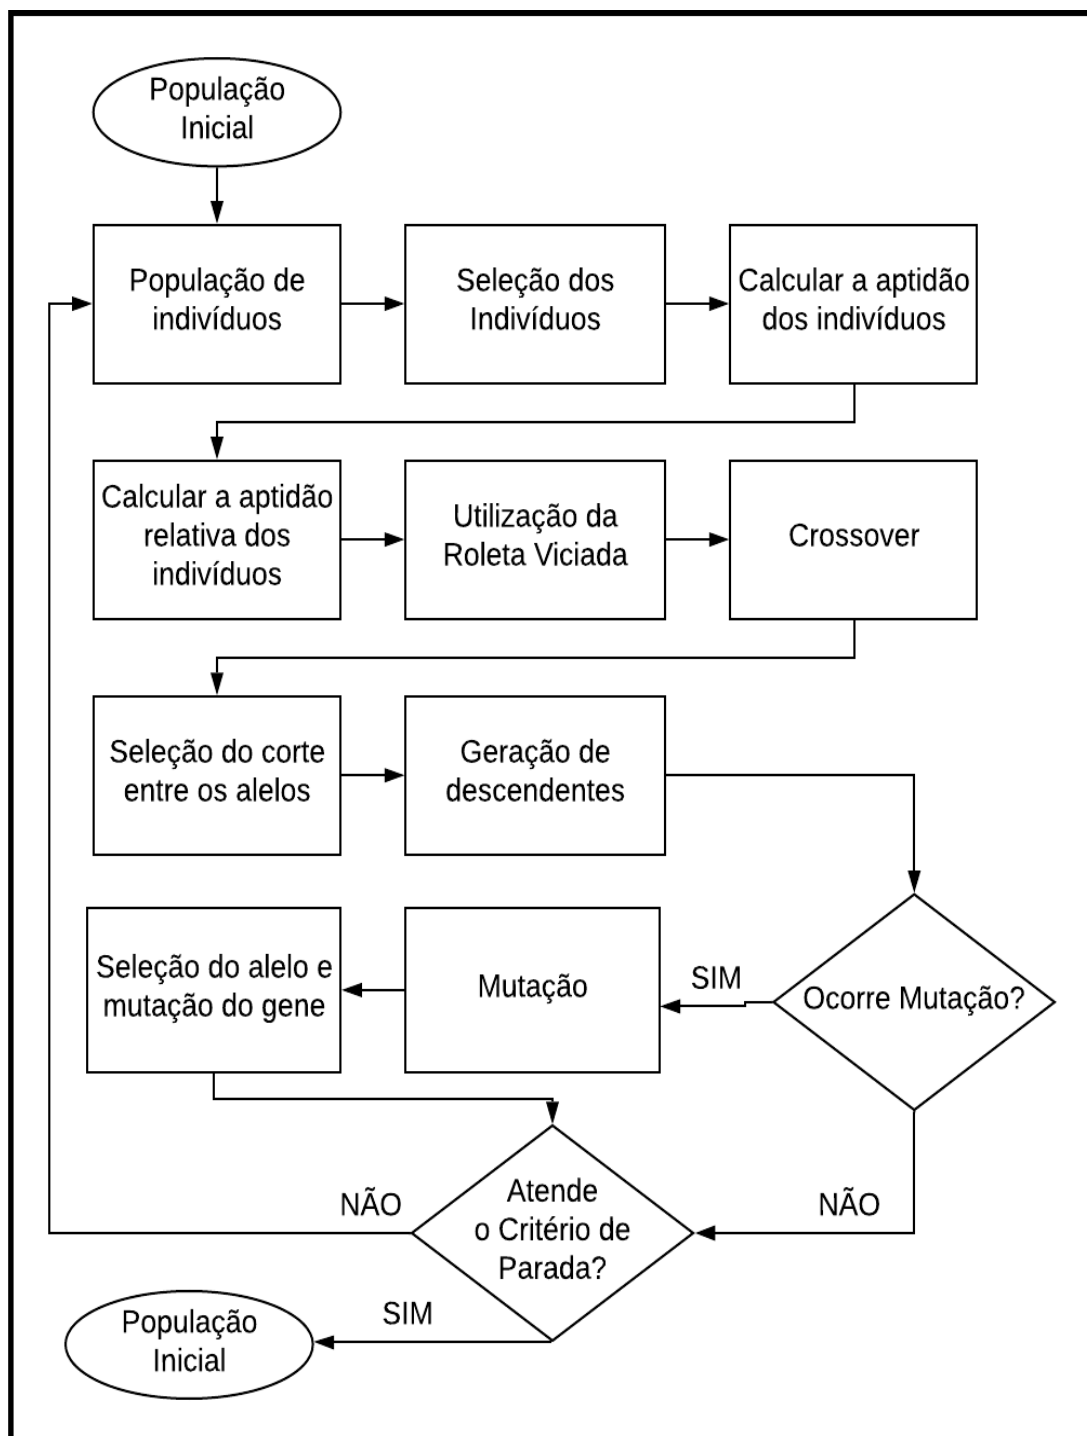 População
Inicial
População de
indivíduos
Seleção dos
Indivíduos
Calcular a aptidão
dos indivíduos
Calcular a aptidão
relativa dos
indivíduos
Utilização da
Roleta Viciada
Crossover
Seleção do corte
entre os alelos
Geração de
descendentes
Ocorre Mutação?
SIM
Mutação
Seleção do alelo e
mutação do gene
NÃO
Atende
o Critério de
Parada?
NÃO
SIM
População
Inicial